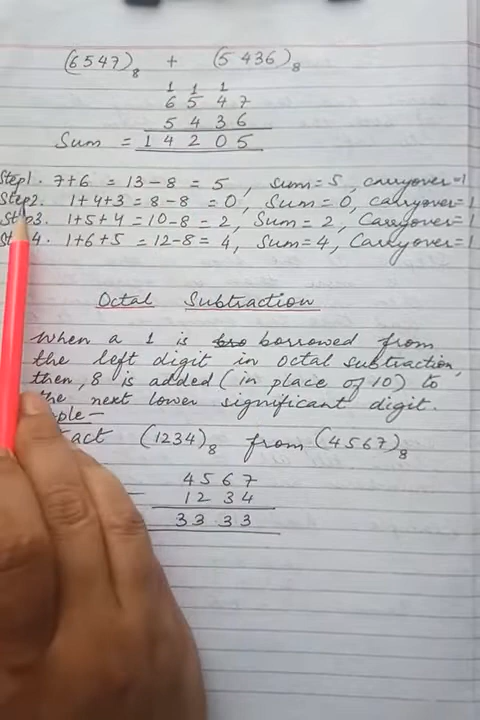 (6547)₈ + (5436)₈
1 1 1
6 5 4 7
5 4 3 6
Sum = 1 4 2 0 5
Step1. 7+6 = 13-8 = 5, Sum=5, carryover=1
Step2. 1+4+3 = 8-8 = 0, Sum=0, carryover=1
Step3. 1+5+4 = 10-8 = 2, Sum=2, Carryover=1
4. 1+6+5 = 12-8 = 4, Sum=4, Carryover=1
Octal Subtraction
When a 1 is borrowed from
the left digit in octal subtraction,
then, 8 is added (in place of 10) to
the next lower significant digit.
ple-
act (1234)₈ from (4567)₈
4 5 6 7
- 1 2 3 4
3 3 3 3